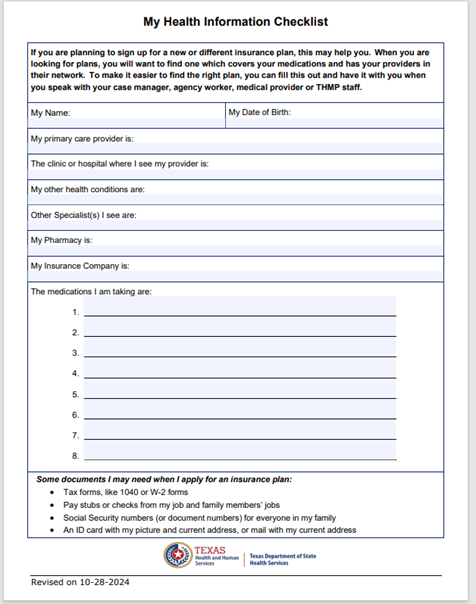 My Health Information Checklist
If you are planning to sign up for a new or different insurance plan, this may help you.  When you are
looking for plans, you will want to find one which covers your medications and has your providers in
their network.  To make it easier to find the right plan, you can fill this out and have it with you when
you speak with your case manager, agency worker, medical provider or THMP staff.
My Name:
My Date of Birth:
My primary care provider is:
The clinic or hospital where I see my provider is:
My other health conditions are:
Other Specialist(s) I see are:
My Pharmacy is:
My Insurance Company is:
The medications I am taking are:
1.
2.
3.
4.
5.
6.
7.
8.
Some documents I may need when I apply for an insurance plan:
• Tax forms, like 1040 or W-2 forms
• Pay stubs or checks from my job and family members' jobs
• Social Security numbers (or document numbers) for everyone in my family
• An ID card with my picture and current address, or mail with my current address
TEXAS
Health and Human
Services
Texas Department of State
Health Services
Revised on 10-28-2024